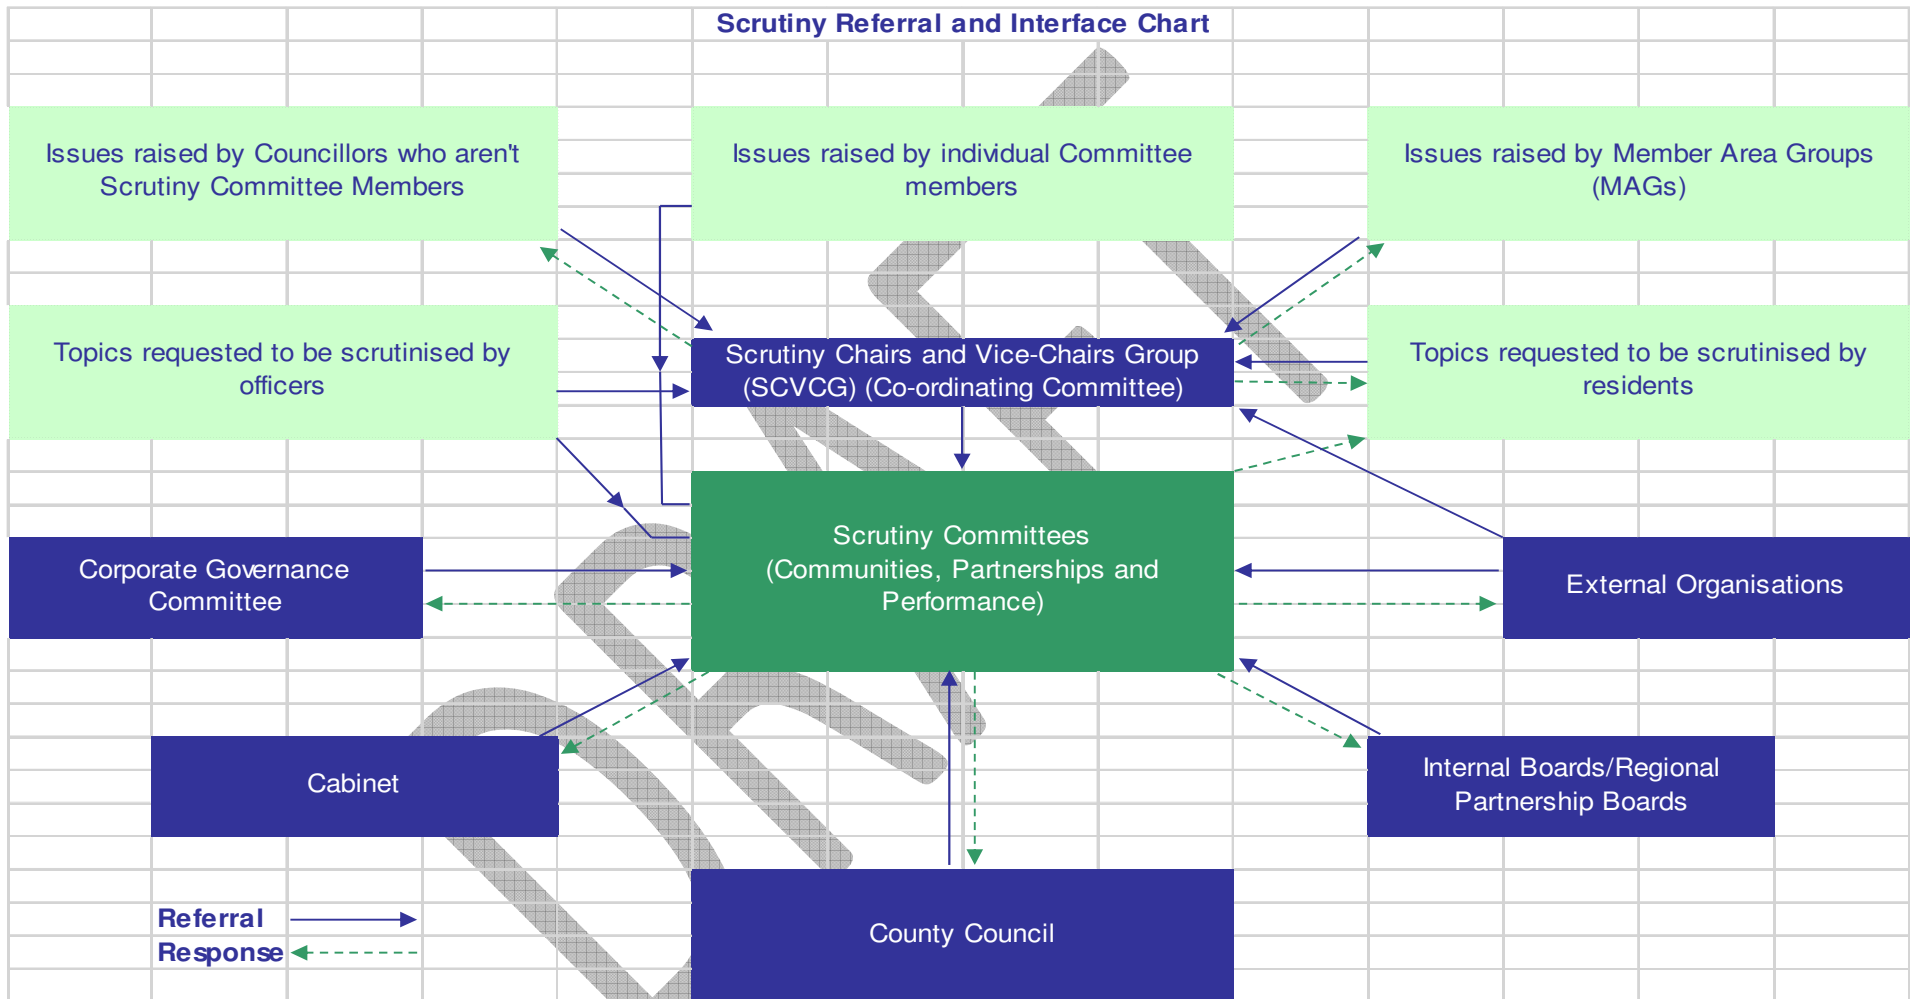 Scrutiny Referral and Interface Chart
Issues raised by Councillors who aren't
Scrutiny Committee Members
Issues raised by individual Committee
members
Issues raised by Member Area Groups
(MAGs)
Topics requested to be scrutinised by
officers
Scrutiny Chairs and Vice-Chairs Group
(SCVCG) (Co-ordinating Committee)
Topics requested to be scrutinised by
residents
Corporate Governance
Committee
Scrutiny Committees
(Communities, Partnerships and
Performance)
External Organisations
Cabinet
Internal Boards/Regional
Partnership Boards
County Council
Referral
Response
DRAFT